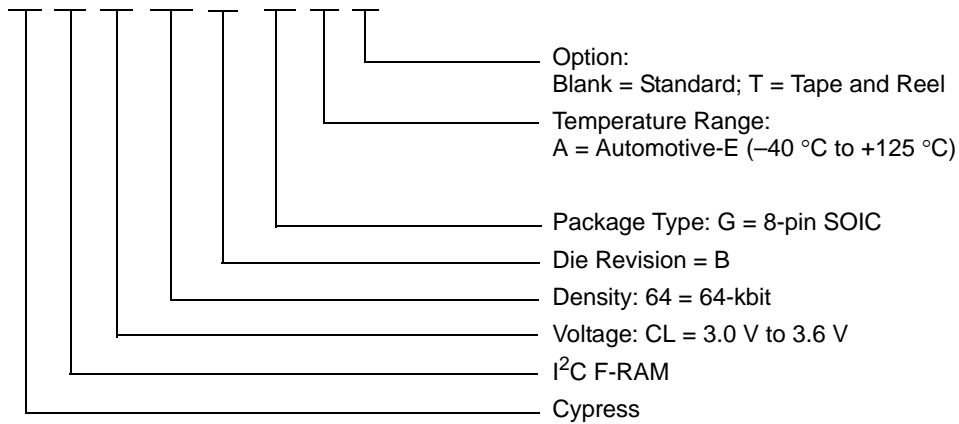 Option:
Blank = Standard; T = Tape and Reel
Temperature Range:
A = Automotive-E (–40 °C to +125 °C)
Package Type: G = 8-pin SOIC
Die Revision = B
Density: 64 = 64-kbit
Voltage: CL = 3.0 V to 3.6 V
I²C F-RAM
Cypress